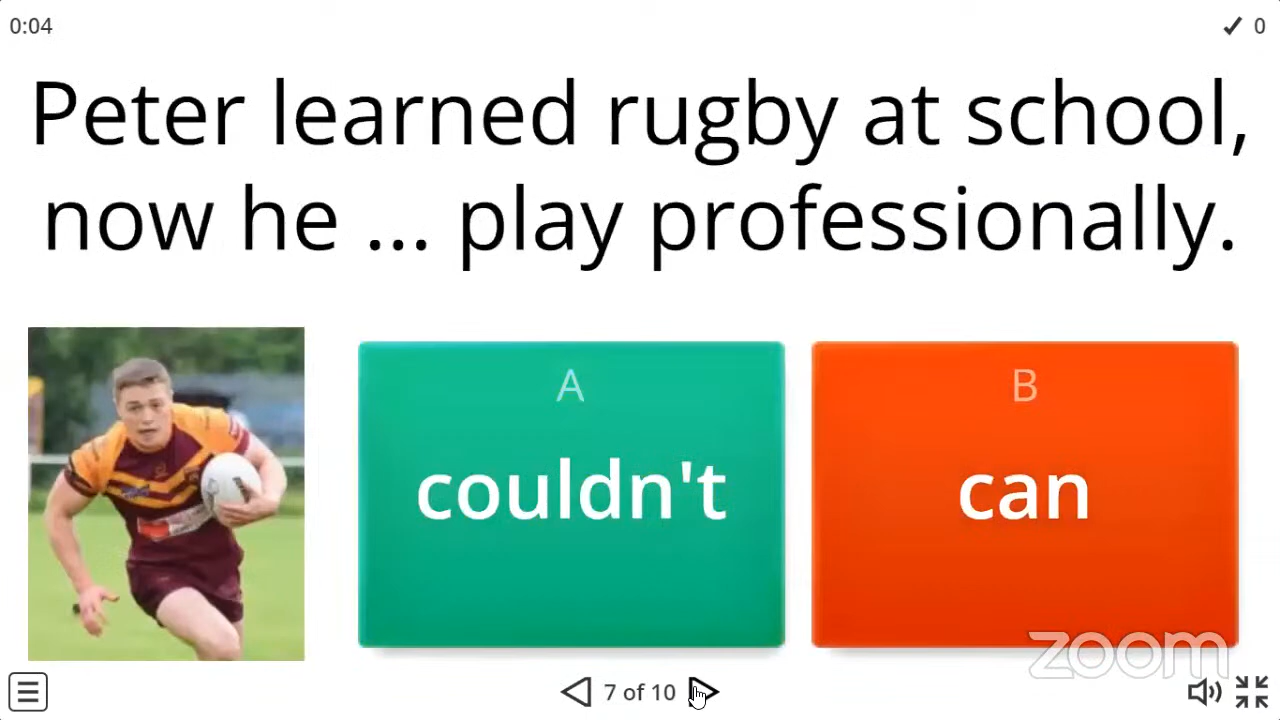 0:04
✓ 0
Peter learned rugby at school,
now he ... play professionally.
A
couldn't
B
can
zoom
7 of 10